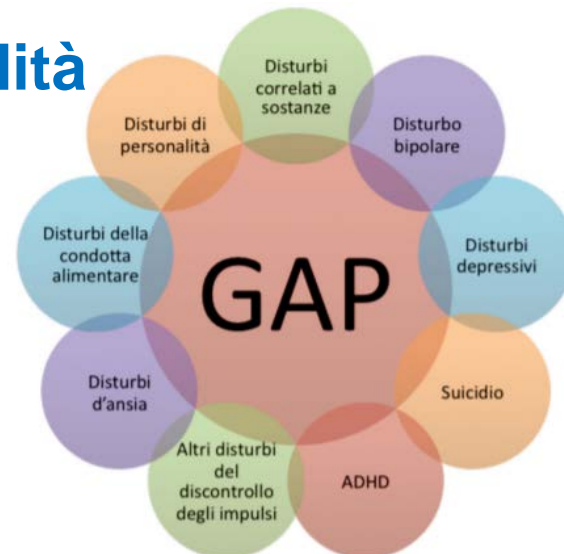 lità
Disturbi
correlati a
sostanze
Disturbo
bipolare
Disturbi
depressivi
Suicidio
ADHD
Altri disturbi
del
discontrollo
degli impulsi
Disturbi
d'ansia
Disturbi della
condotta
alimentare
Disturbi di
personalità
GAP